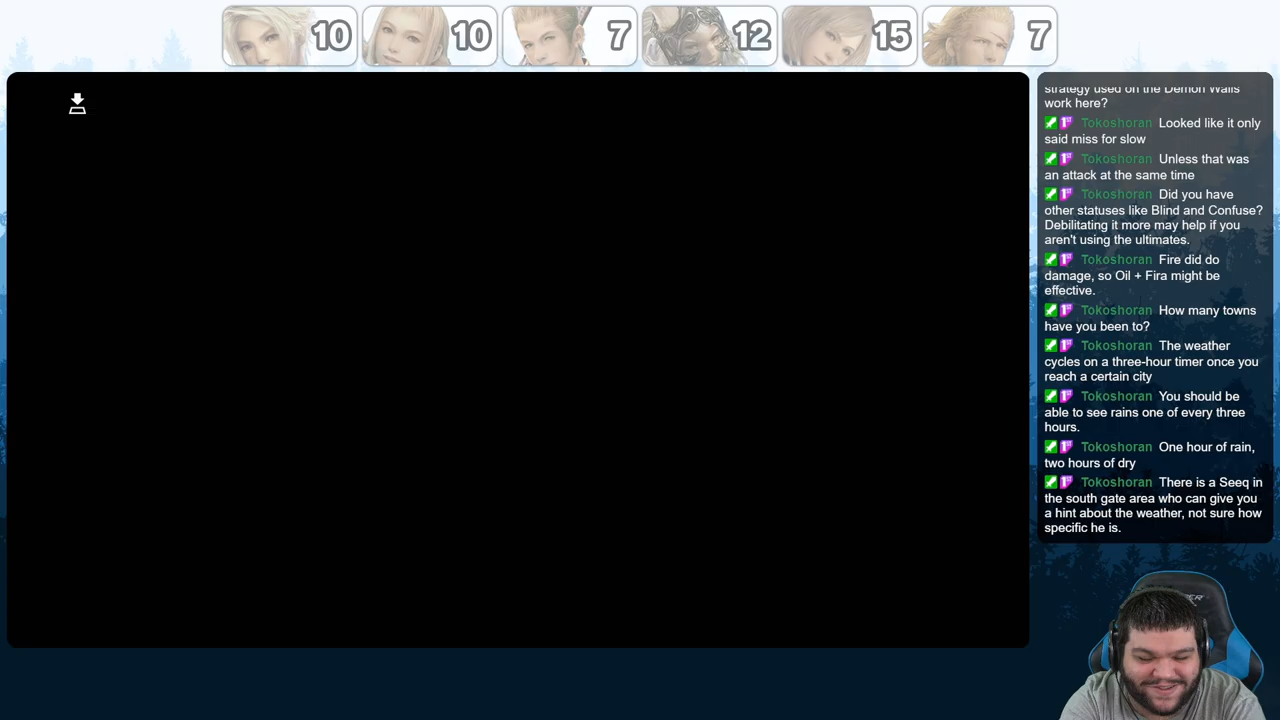 10
10
7
12
15
7
strategy used on the Demon Walls
work here?
Tokoshoran Looked like it only
said miss for slow
Tokoshoran Unless that was
an attack at the same time
Tokoshoran Did you have
other statuses like Blind and Confuse?
Debilitating it more may help if you
aren't using the ultimates.
Tokoshoran Fire did do
damage, so Oil + Fira might be
effective.
Tokoshoran How many towns
have you been to?
Tokoshoran The weather
cycles on a three-hour timer once you
reach a certain city
Tokoshoran You should be
able to see rains one of every three
hours.
Tokoshoran One hour of rain,
two hours of dry
Tokoshoran There is a Seeq in
the south gate area who can give you
a hint about the weather, not sure how
specific he is.